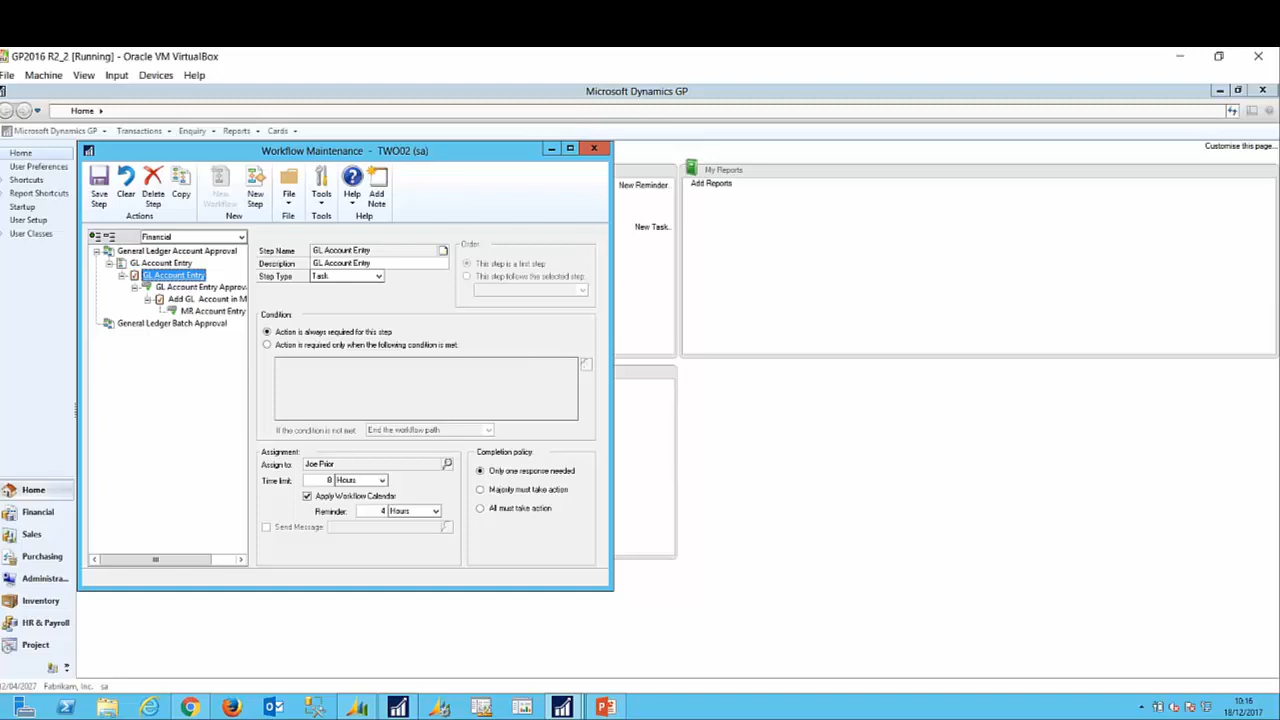 GP2016 R2_2 [Running] - Oracle VM VirtualBox
File Machine View Input Devices Help
Microsoft Dynamics GP
Home
Microsoft Dynamics GP Transactions Enquiry Reports Cards
Customise this page...
Home
User Preferences
Shortcuts
Report Shortcuts
Startup
User Setup
User Classes
Workflow Maintenance - TWO02 (sa)
Save Step
Clear
Delete Step
Copy
Actions
New Workflow
New Step
New
File
File
Tools
Tools
Help
Add Note
Help
Financial
General Ledger Account Approval
GL Account Entry
GL Account Entry
GL Account Entry Approv
Add GL Account in M
MR Account Entry
General Ledger Batch Approval
Step Name GL Account Entry
Description GL Account Entry
Step Type Task
Order:
This step is a first step
This step follows the selected step:
Condition:
Action is always required for this step
Action is required only when the following condition is met:
If the condition is not met: End the workflow path
Assignment:
Assign to: Joe Prior
Time limit: 8 Hours
Apply Workflow Calendar
Reminder: 4 Hours
Send Message:
Completion policy
Only one response needed
Majority must take action
All must take action
New Reminder
New Task..
My Reports
Add Reports
Home
Financial
Sales
Purchasing
Administra...
Inventory
HR & Payroll
Project
12/04/2027 Fabrikam, Inc. sa
10:16
18/12/2017